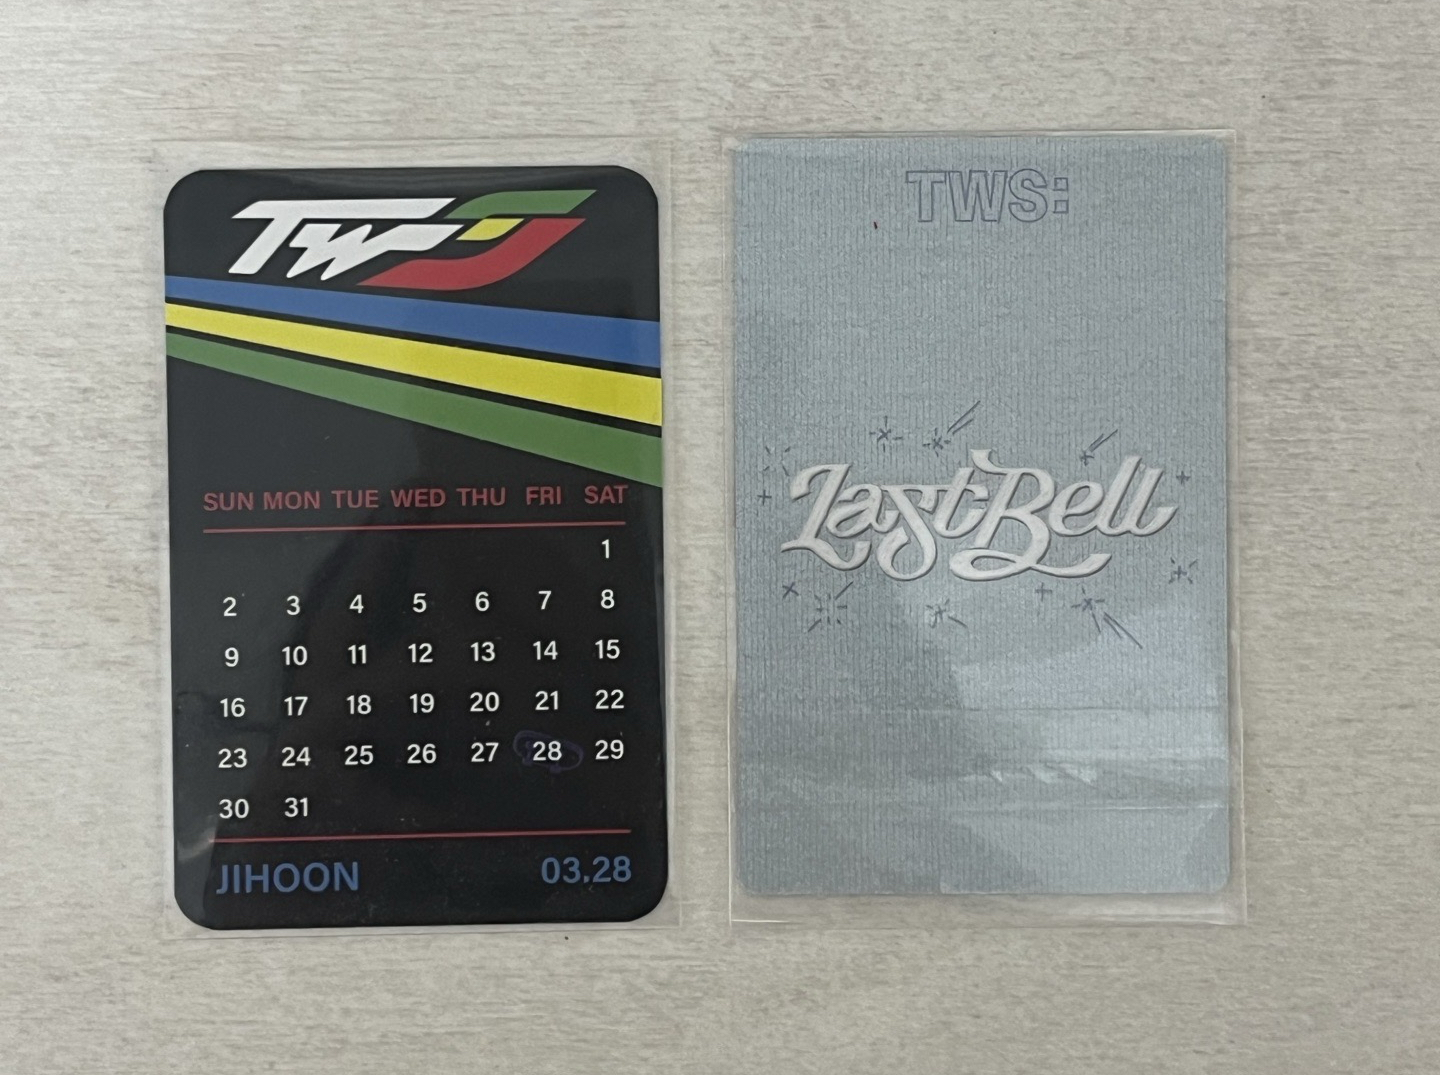 TWS
SUN MON TUE WED THU FRI SAT
1
2 3 4 5 6 7 8
9 10 11 12 13 14 15
16 17 18 19 20 21 22
23 24 25 26 27 28 29
30 31
JIHOON 03.28
TWS:
Last Bell